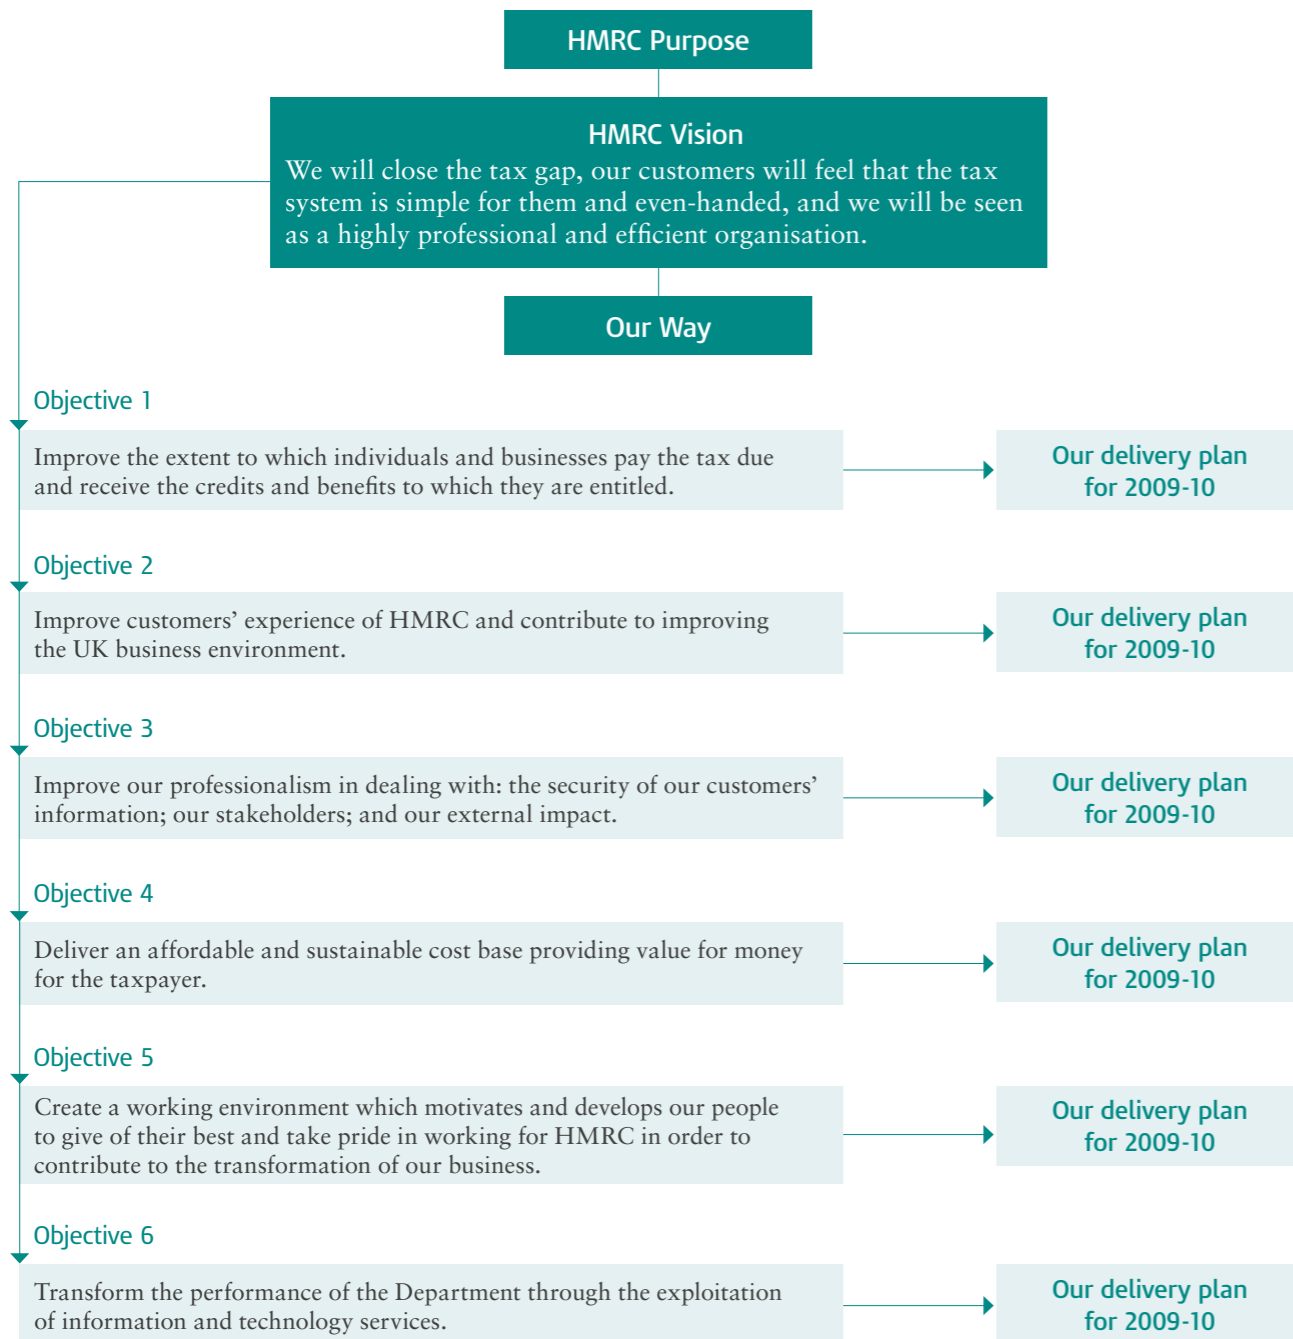 HMRC Purpose
HMRC Vision
We will close the tax gap, our customers will feel that the tax
system is simple for them and even-handed, and we will be seen
as a highly professional and efficient organisation.
Our Way
Objective 1
Improve the extent to which individuals and businesses pay the tax due
and receive the credits and benefits to which they are entitled.
Our delivery plan
for 2009-10
Objective 2
Improve customers’ experience of HMRC and contribute to improving
the UK business environment.
Our delivery plan
for 2009-10
Objective 3
Improve our professionalism in dealing with: the security of our customers’
information; our stakeholders; and our external impact.
Our delivery plan
for 2009-10
Objective 4
Deliver an affordable and sustainable cost base providing value for money
for the taxpayer.
Our delivery plan
for 2009-10
Objective 5
Create a working environment which motivates and develops our people
to give of their best and take pride in working for HMRC in order to
contribute to the transformation of our business.
Our delivery plan
for 2009-10
Objective 6
Transform the performance of the Department through the exploitation
of information and technology services.
Our delivery plan
for 2009-10